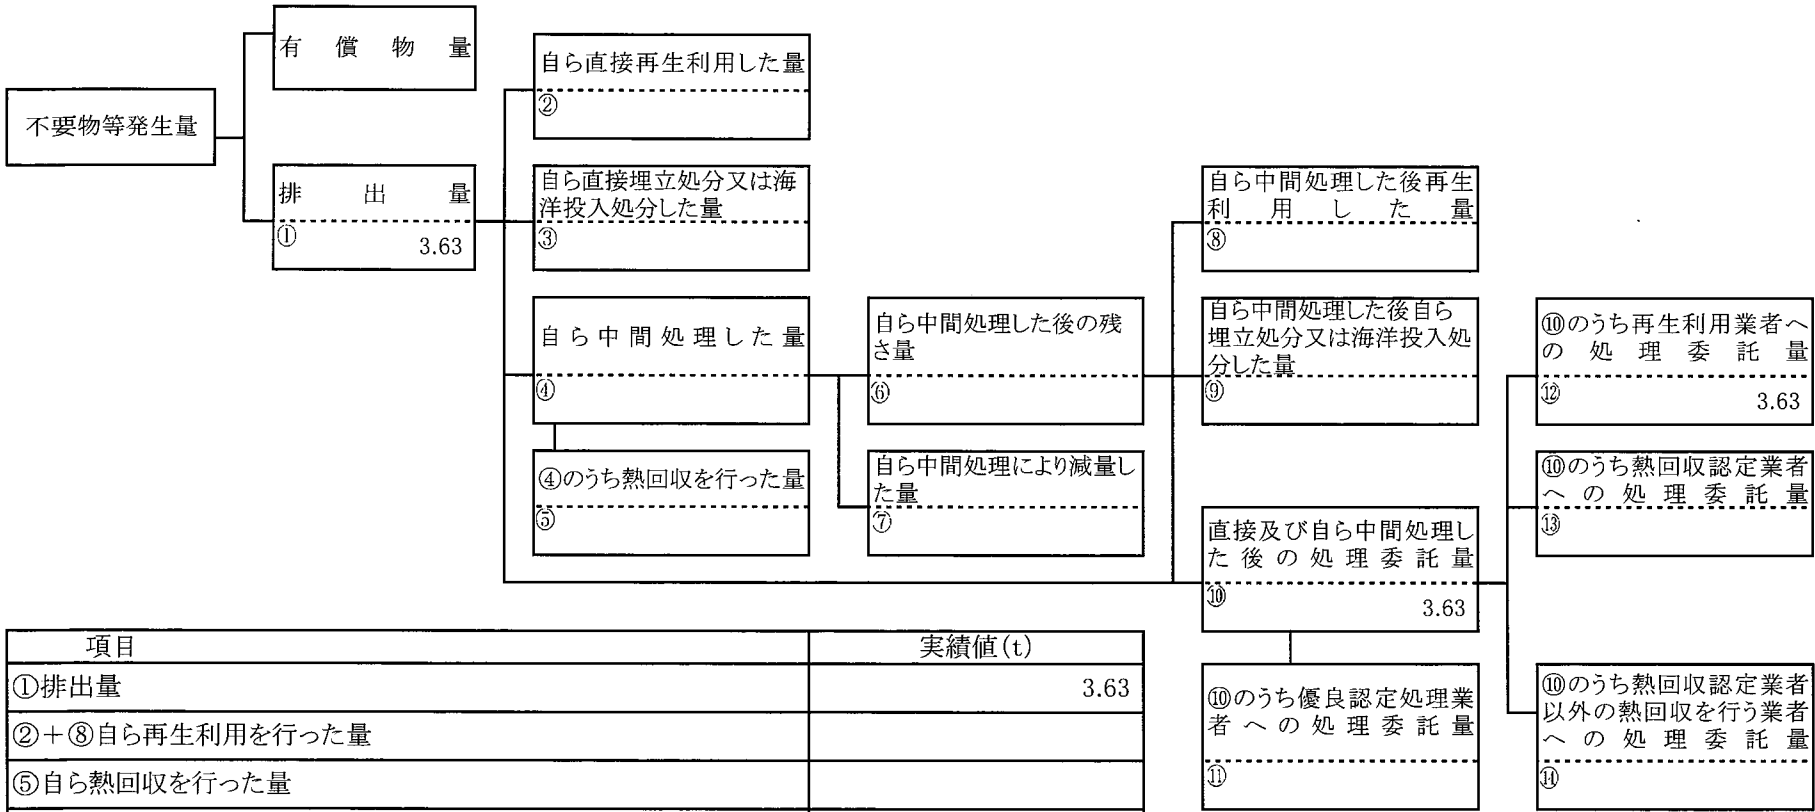 不要物等発生量
有償物量
排出量
①
3.63
自ら直接再生利用した量
②
自ら直接埋立処分又は海
洋投入処分した量
③
自ら中間処理した量
④
④のうち熱回収を行った量
⑤
自ら中間処理した後の残
さ量
⑥
自ら中間処理により減量し
た量
⑦
自ら中間処理した後再生
利用した量
⑧
自ら中間処理した後自ら
埋立処分又は海洋投入処
分した量
⑨
直接及び自ら中間処理し
た後の処理委託量
⑩
3.63
⑩のうち優良認定処理業
者への処理委託量
⑪
⑩のうち再生利用業者へ
の処理委託量
⑫
3.63
⑩のうち熱回収認定業者
への処理委託量
⑬
⑩のうち熱回収認定業者
以外の熱回収を行う業者
への処理委託量
⑭
項目 実績値(t)
①排出量 3.63
②+⑧自ら再生利用を行った量
⑤自ら熱回収を行った量